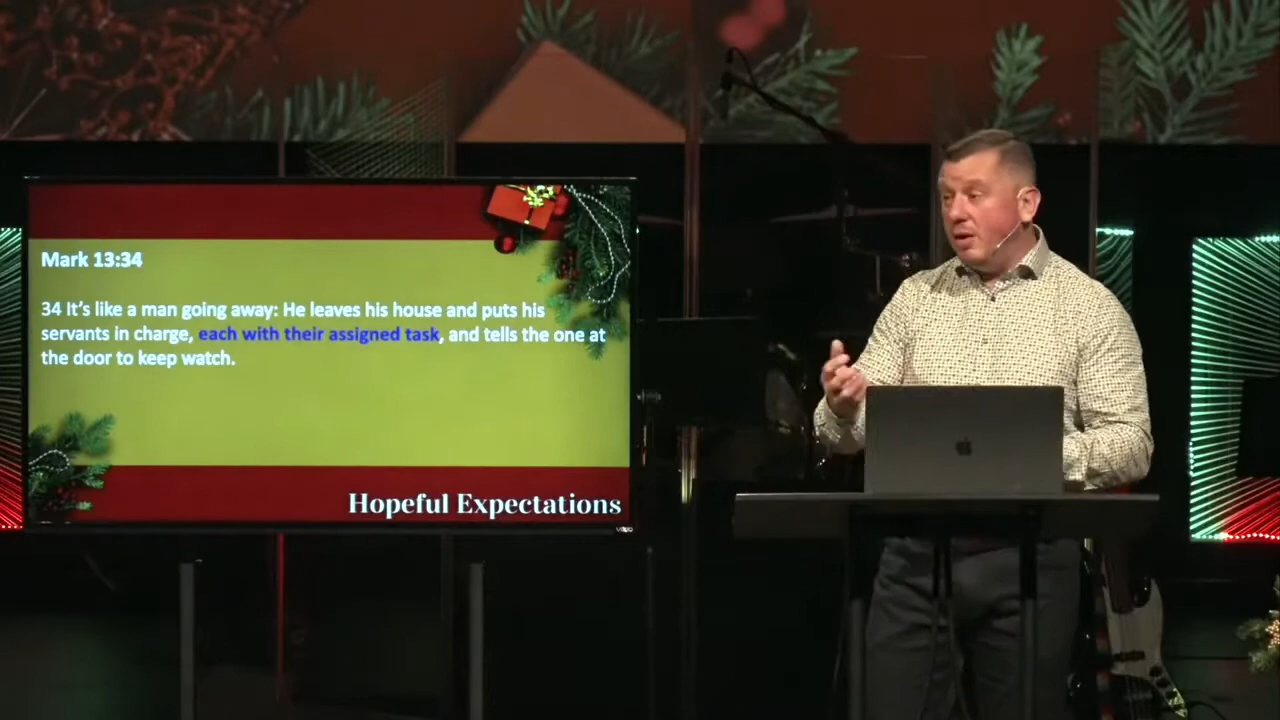 Mark 13:34
34 It's like a man going away: He leaves his house and puts his
servants in charge, each with their assigned task, and tells the one at
the door to keep watch.
Hopeful Expectations